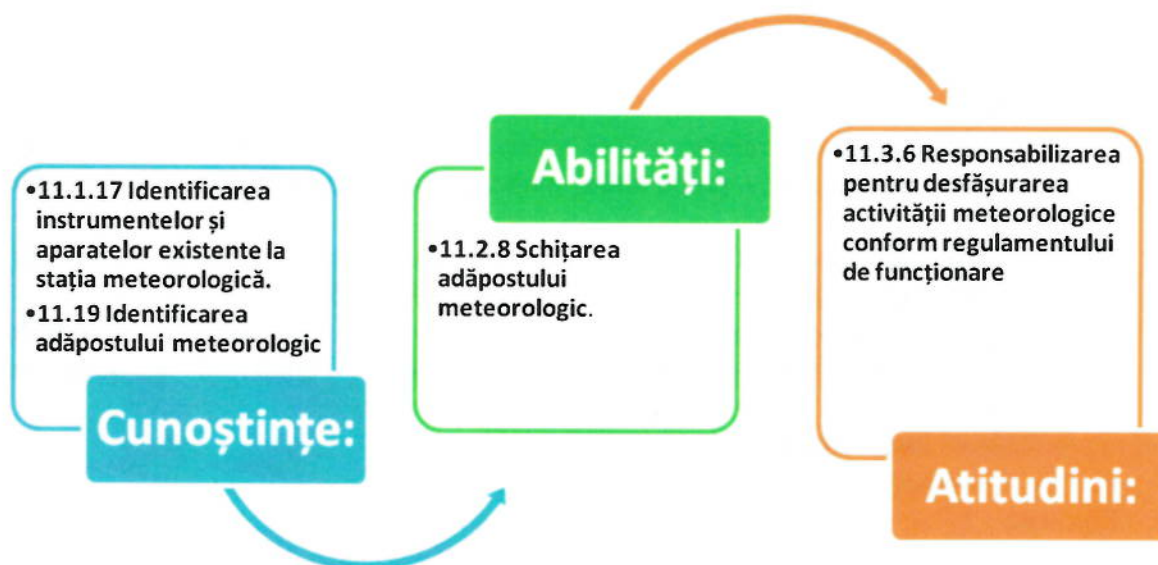 •11.1.17 Identificarea
instrumentelor și
aparatelor existente la
stația meteorologică.
•11.19 Identificarea
adăpostului meteorologic
Cunoștințe:
Abilități:
•11.2.8 Schițarea
adăpostului
meteorologic.
•11.3.6 Responsabilizarea
pentru desfășurarea
activității meteorologice
conform regulamentului
de funcționare
Atitudini: